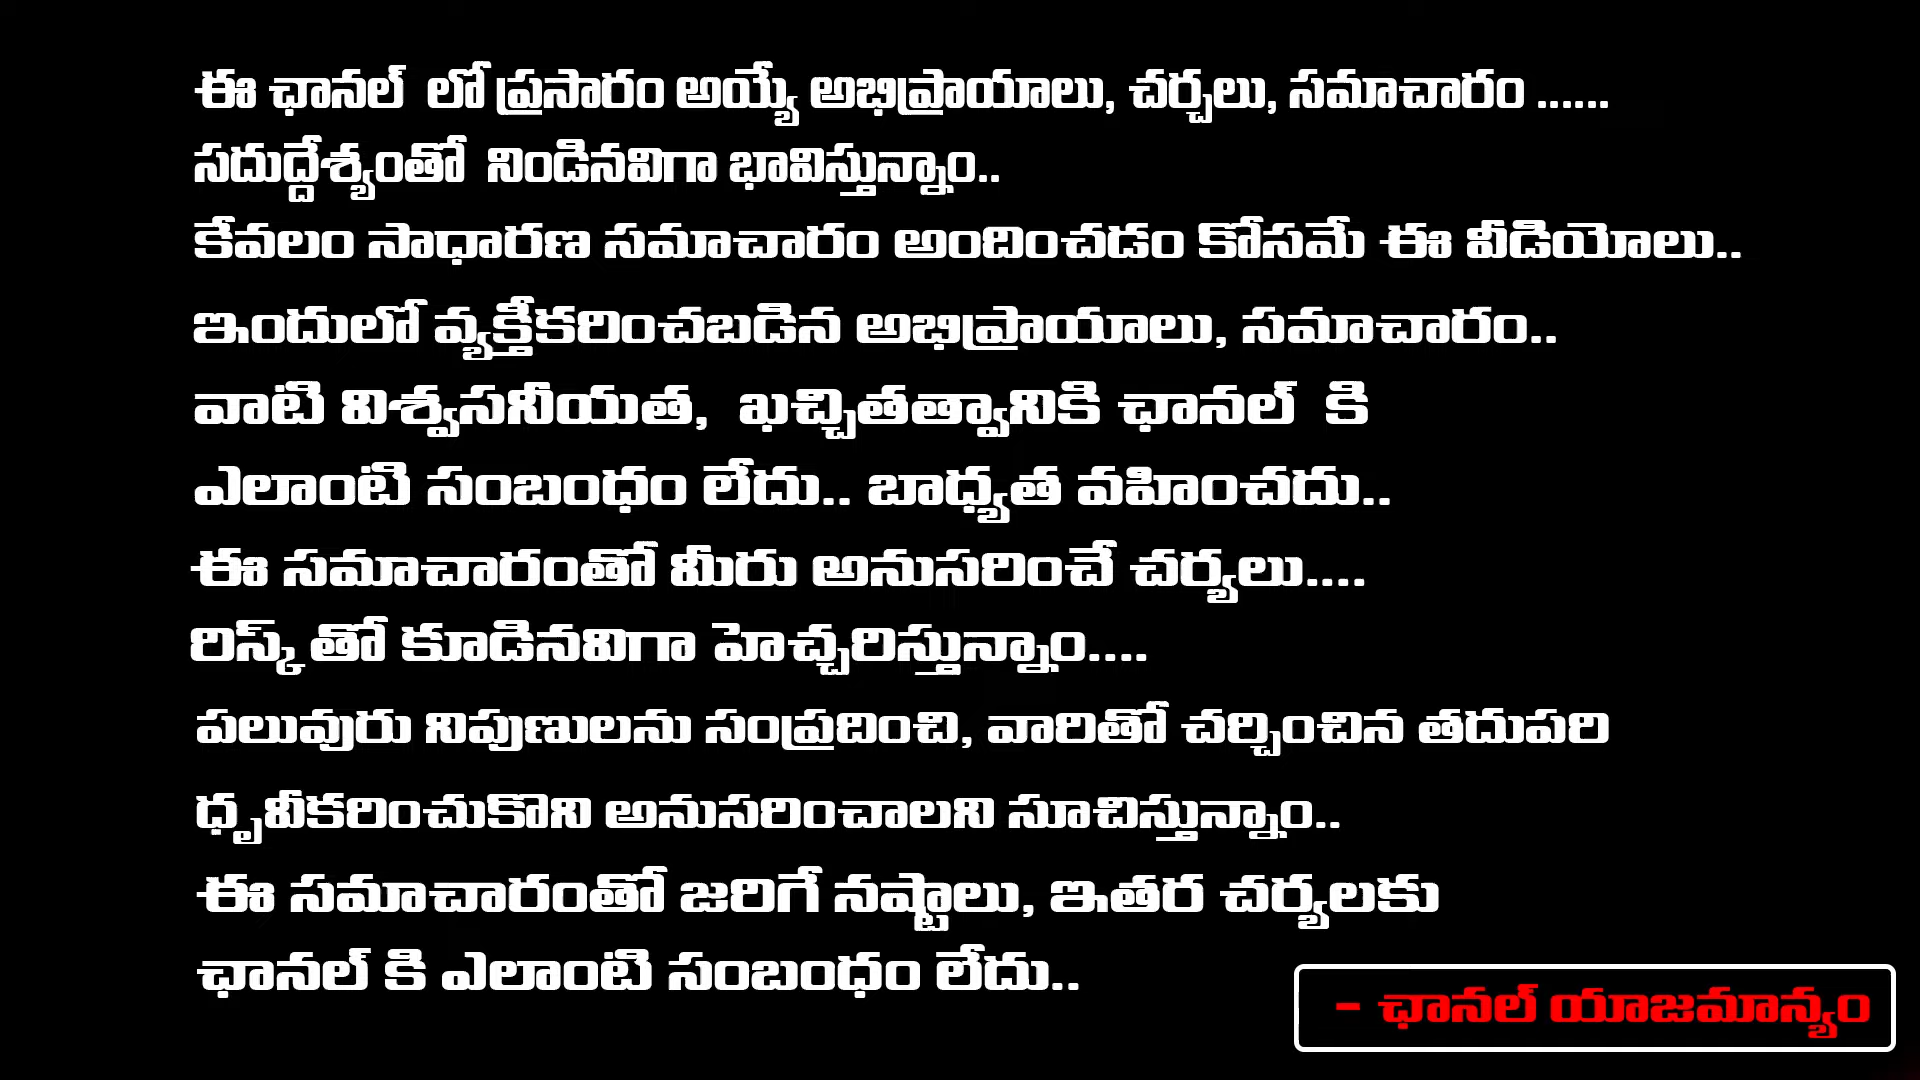 ఈ ఛానల్ లో ప్రసారం అయ్యే అభిప్రాయాలు, చర్చలు, సమాచారం ......
సదుద్దేశ్యంతో నిండినవిగా భావిస్తున్నాం..
కేవలం సాధారణ సమాచారం అందించడం కోసమే ఈ వీడియోలు..
ఇందులో వ్యక్తీకరించబడిన అభిప్రాయాలు, సమాచారం..
వాటి విశ్వసనీయత, ఖచ్చితత్వానికి ఛానల్ కి
ఎలాంటి సంబంధం లేదు.. బాధ్యత వహించదు..
ఈ సమాచారంతో మీరు అనుసరించే చర్యలు....
రిస్క్ తో కూడినవిగా హెచ్చరిస్తున్నాం....
పలువురు నిపుణులను సంప్రదించి, వారితో చర్చించిన తదుపరి
ధృవీకరించుకొని అనుసరించాలని సూచిస్తున్నాం..
ఈ సమాచారంతో జరిగే నష్టాలు, ఇతర చర్యలకు
ఛానల్ కి ఎలాంటి సంబంధం లేదు..
- ఛానల్ యాజమాన్యం